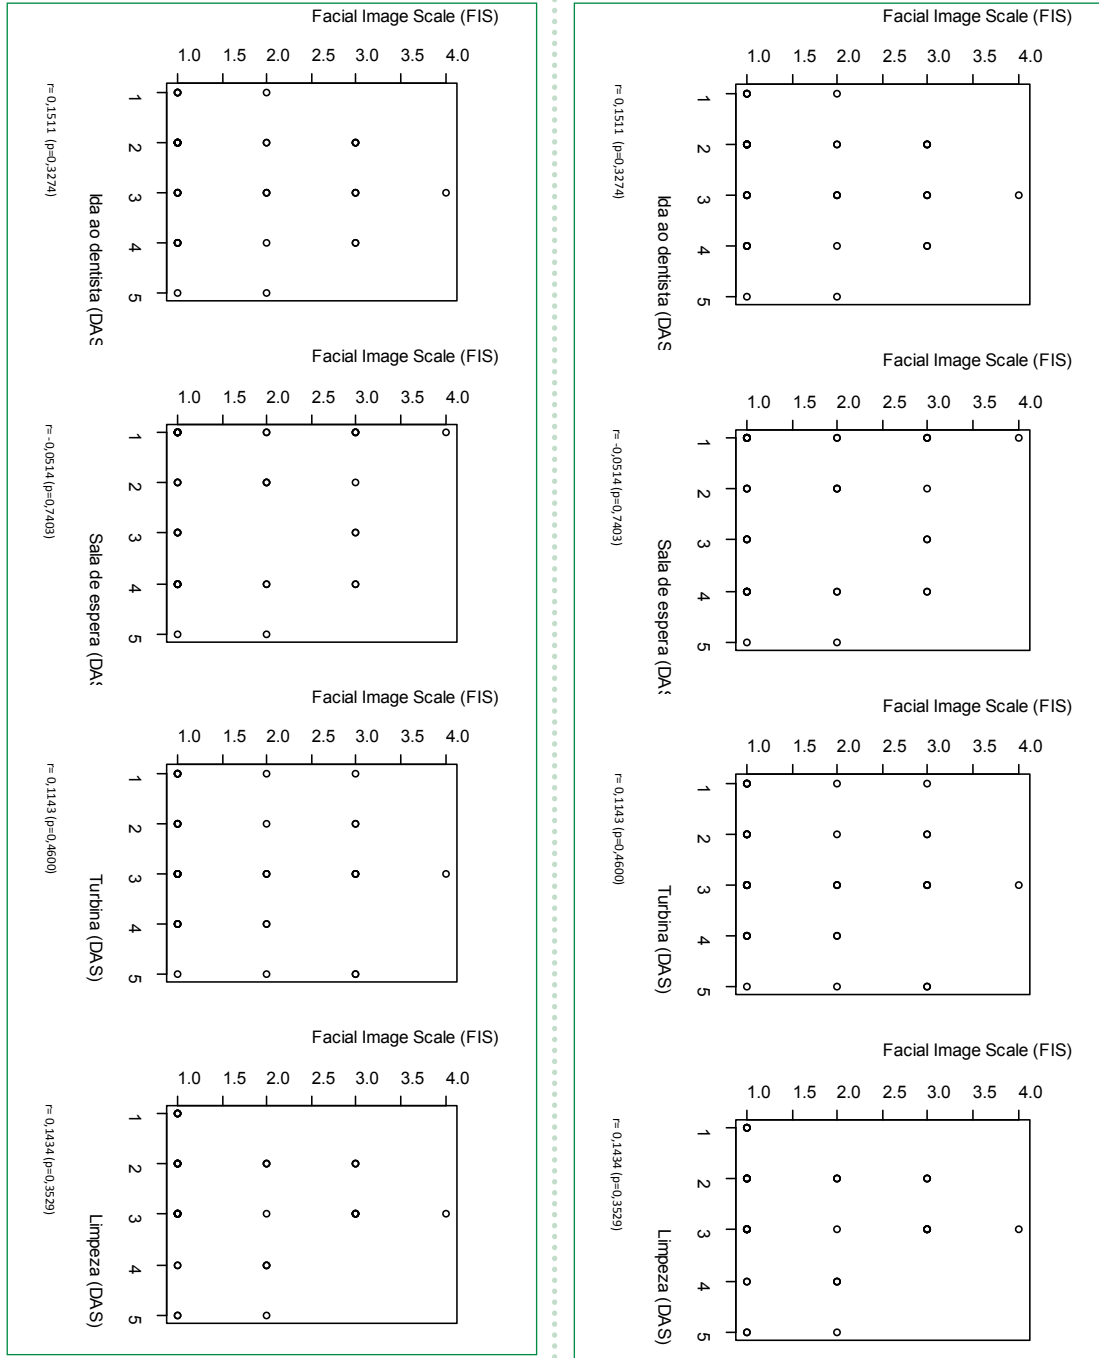 Facial Image Scale (FIS)
1.0 1.5 2.0 2.5 3.0 3.5 4.0
1
2
3
4
5
Ida ao dentista (DAS
r= 0,1511 (p=0,3274)
Facial Image Scale (FIS)
1.0 1.5 2.0 2.5 3.0 3.5 4.0
1
2
3
4
5
Sala de espera (DAS
r= -0,0514 (p=0,7403)
Facial Image Scale (FIS)
1.0 1.5 2.0 2.5 3.0 3.5 4.0
1
2
3
4
5
Turbina (DAS)
r= 0,1143 (p=0,4600)
Facial Image Scale (FIS)
1.0 1.5 2.0 2.5 3.0 3.5 4.0
1
2
3
4
5
Limpeza (DAS)
r= 0,1434 (p=0,3529)
Facial Image Scale (FIS)
1.0 1.5 2.0 2.5 3.0 3.5 4.0
1
2
3
4
5
Ida ao dentista (DAS
r= 0,1511 (p=0,3274)
Facial Image Scale (FIS)
1.0 1.5 2.0 2.5 3.0 3.5 4.0
1
2
3
4
5
Sala de espera (DAS
r= -0,0514 (p=0,7403)
Facial Image Scale (FIS)
1.0 1.5 2.0 2.5 3.0 3.5 4.0
1
2
3
4
5
Turbina (DAS)
r= 0,1143 (p=0,4600)
Facial Image Scale (FIS)
1.0 1.5 2.0 2.5 3.0 3.5 4.0
1
2
3
4
5
Limpeza (DAS)
r= 0,1434 (p=0,3529)